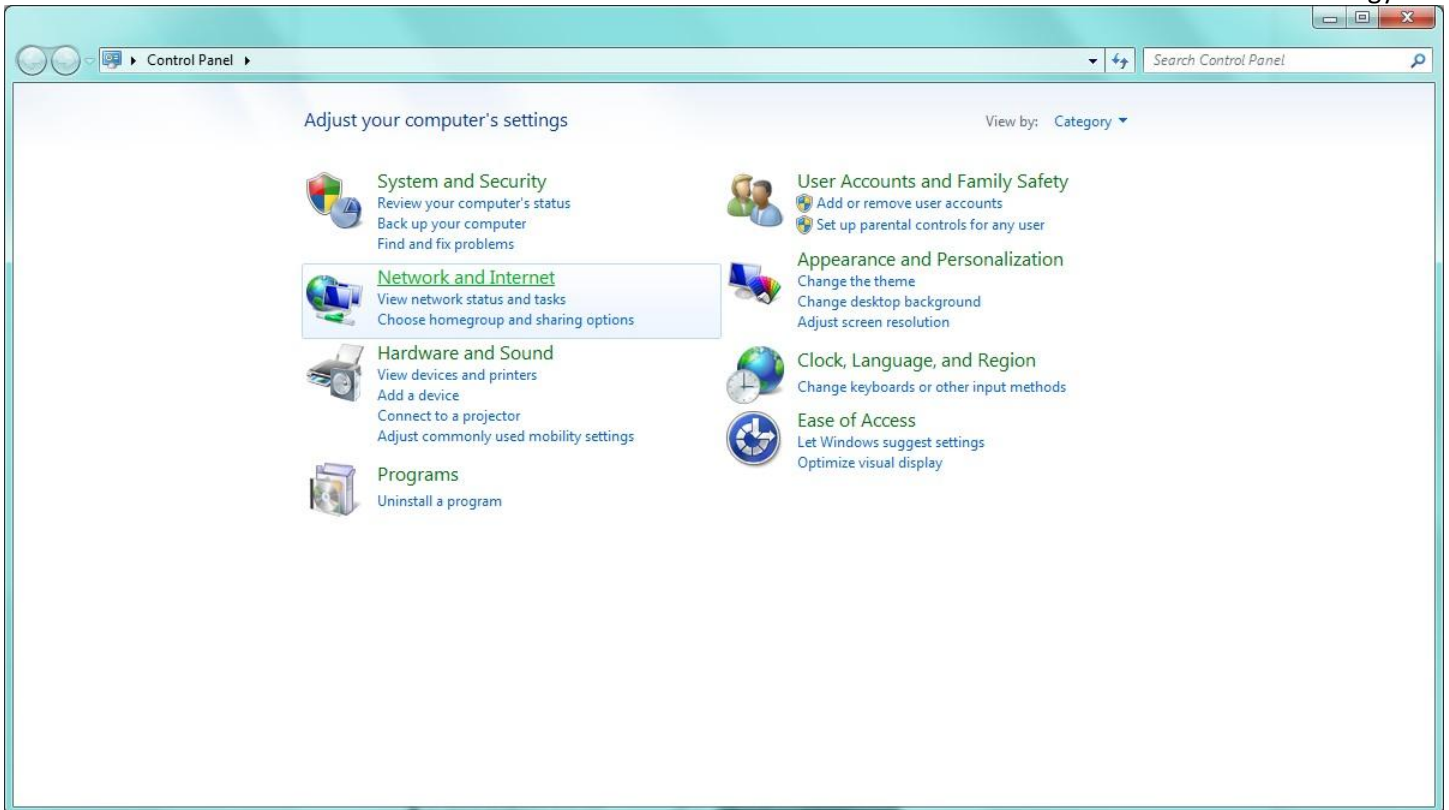 Control Panel
Search Control Panel
Adjust your computer's settings
View by: Category
System and Security
Review your computer's status
Back up your computer
Find and fix problems
Network and Internet
View network status and tasks
Choose homegroup and sharing options
Hardware and Sound
View devices and printers
Add a device
Connect to a projector
Adjust commonly used mobility settings
Programs
Uninstall a program
User Accounts and Family Safety
Add or remove user accounts
Set up parental controls for any user
Appearance and Personalization
Change the theme
Change desktop background
Adjust screen resolution
Clock, Language, and Region
Change keyboards or other input methods
Ease of Access
Let Windows suggest settings
Optimize visual display